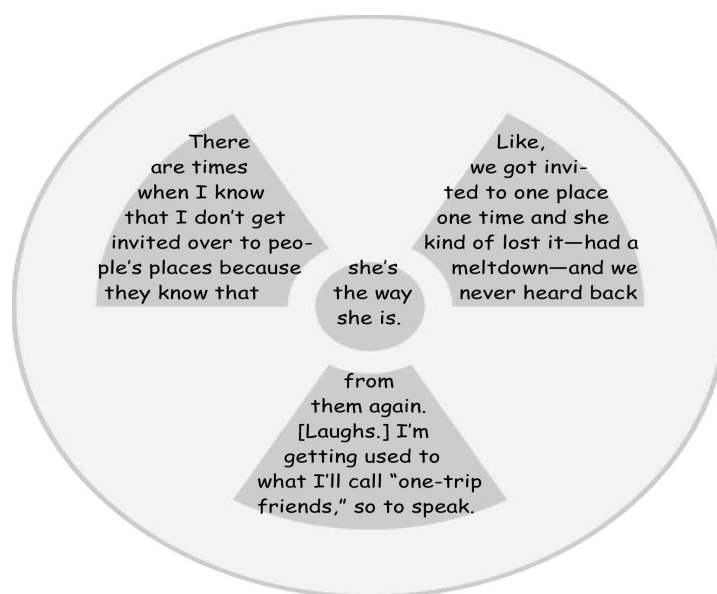 There
are times
when I know
that I don't get
invited over to peo-
ple's places because
they know that
she's
the way
she is.
Like,
we got invi-
ted to one place
one time and she
kind of lost it—had a
meltdown—and we
never heard back
from
them again.
[Laughs.] I'm
getting used to
what I'll call “one-trip
friends,” so to speak.